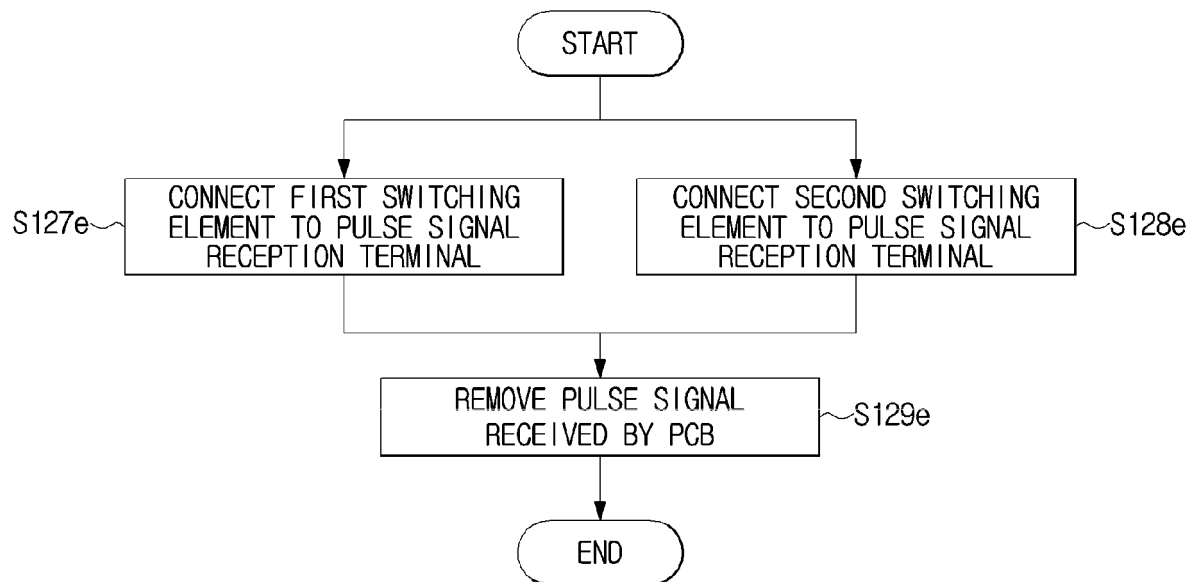 START
CONNECT FIRST SWITCHING
ELEMENT TO PULSE SIGNAL
RECEPTION TERMINAL
S127e
CONNECT SECOND SWITCHING
ELEMENT TO PULSE SIGNAL
RECEPTION TERMINAL
S128e
REMOVE PULSE SIGNAL
RECEIVED BY PCB
S129e
END